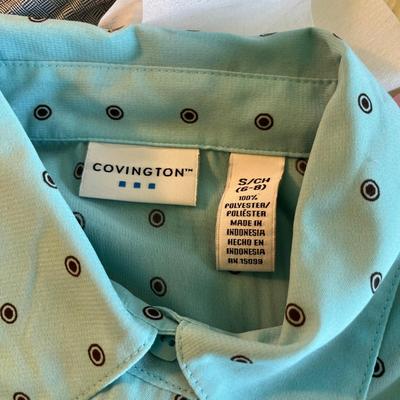 COVINGTON™
S/CH
(6-8)
100%
POLYESTER/
POLIÉSTER
MADE IN
INDONESIA
HECHO EN
INDONESIA
RN 15099